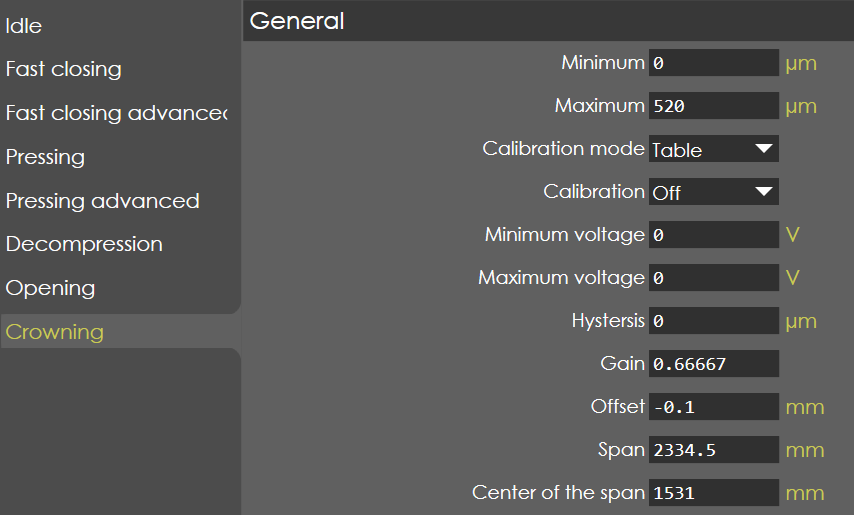 Idle
Fast closing
Fast closing advanced
Pressing
Pressing advanced
Decompression
Opening
Crowning
General
Minimum 0 µm
Maximum 520 µm
Calibration mode Table
Calibration Off
Minimum voltage 0 V
Maximum voltage 0 V
Hystersis 0 µm
Gain 0.66667
Offset -0.1 mm
Span 2334.5 mm
Center of the span 1531 mm